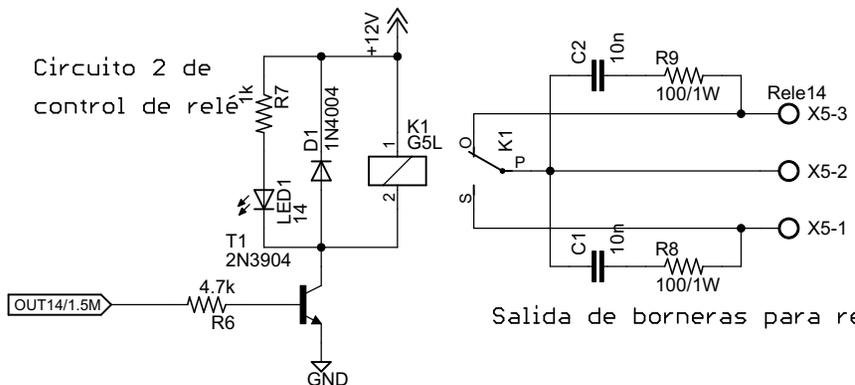 +12V
Circuito 2 de
control de relé
1k
R7
D1
1N4004
K1
G5L
1
2
LED1
14
T1
2N3904
4.7k
R6
OUT14/1.5M
GND
C2
10n
R9
100/1W
Rele14
X5-3
O
K1
P
X5-2
S
X5-1
C1
10n
R8
100/1W
Salida de borneras para re